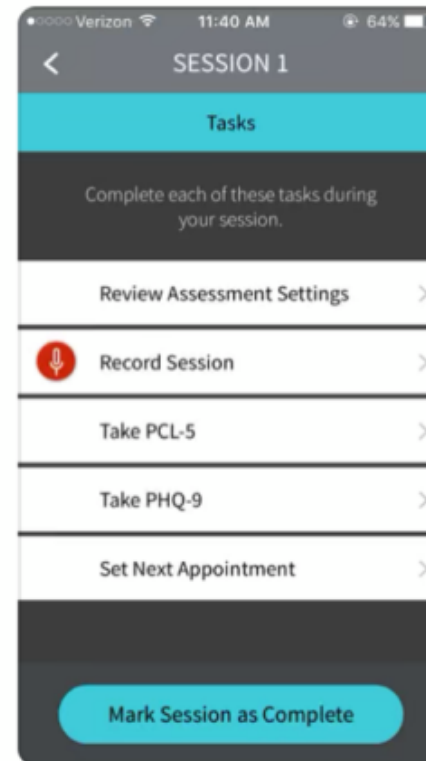 Verizon 11:40 AM 64%
SESSION 1
Tasks
Complete each of these tasks during
your session.
Review Assessment Settings
Record Session
Take PCL-5
Take PHQ-9
Set Next Appointment
Mark Session as Complete